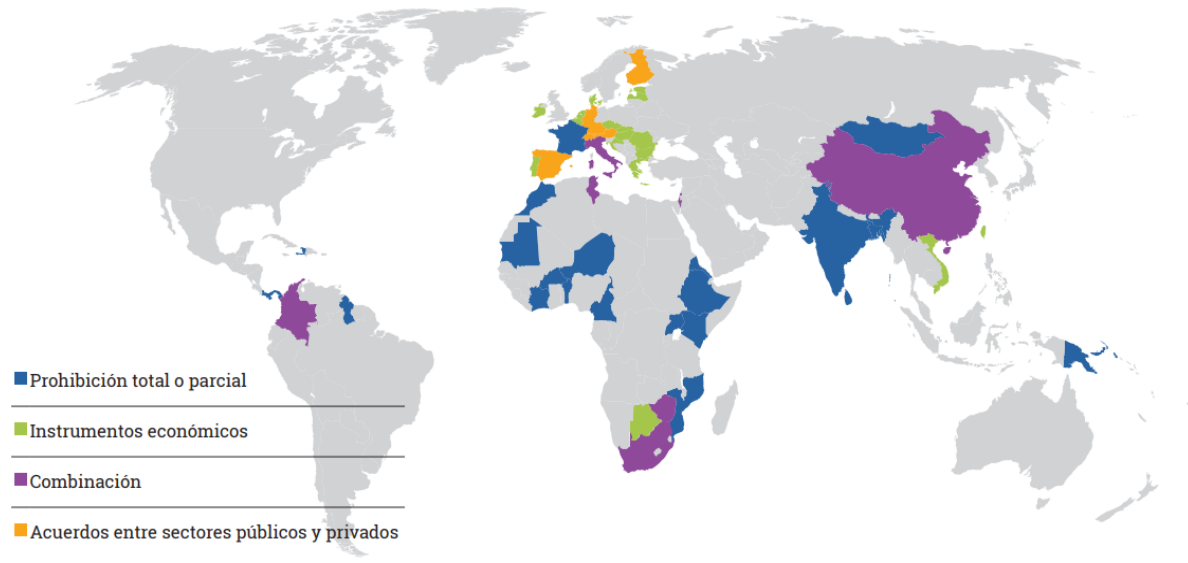 Prohibición total o parcial
Instrumentos económicos
Combinación
Acuerdos entre sectores públicos y privados